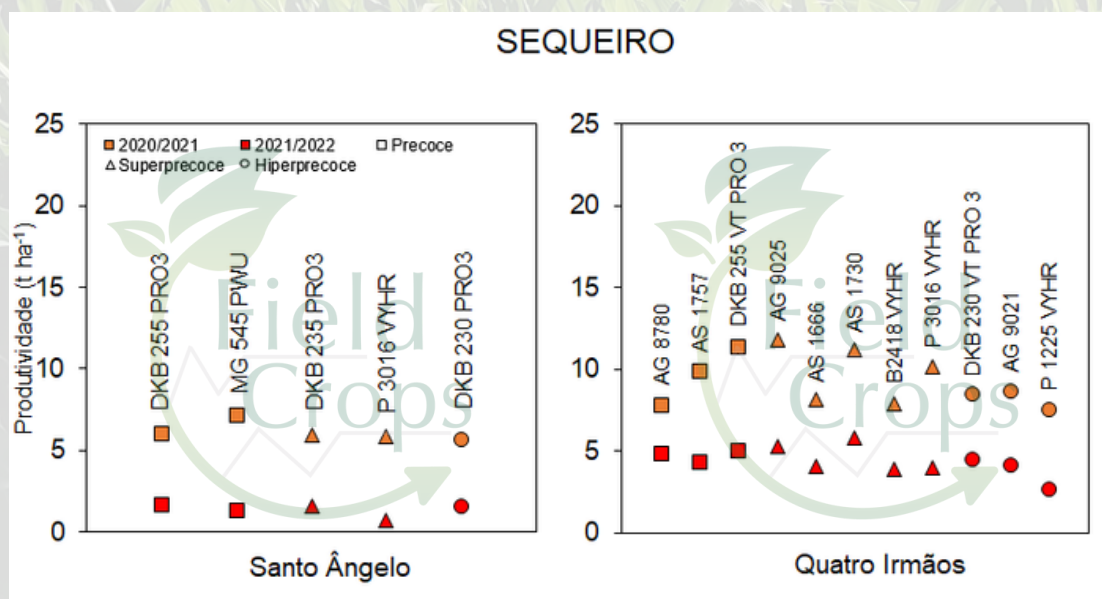 SEQUEIRO
Produtividade (t ha⁻¹)
25
20
15
10
5
0
2020/2021 2021/2022 Precoce
Superprecoce Hiperprecoce
DKB 255 PRO3
MG 545 PWU
DKB 235 PRO3
P 3016 VYHR
DKB 230 PRO3
Santo Ângelo
25
20
15
10
5
0
AG 8780
AS 1757
DKB 255 VT PRO 3
AG 9025
AS 1666
AS 1730
B2418 VYHR
P 3016 VYHR
DKB 230 VT PRO 3
AG 9021
P 1225 VYHR
Quatro Irmãos
Field
Crops
Field
Crops